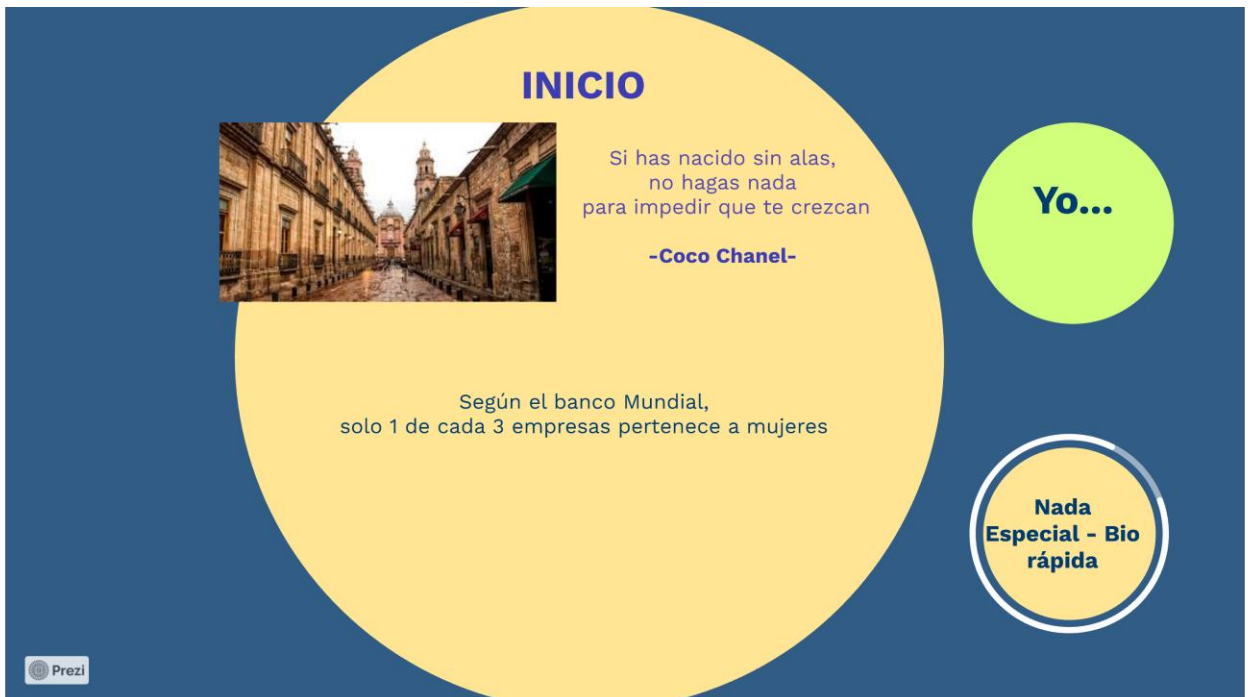 INICIO
Si has nacido sin alas,
no hagas nada
para impedir que te crezcan
-Coco Chanel-
Según el banco Mundial,
solo 1 de cada 3 empresas pertenece a mujeres
Yo...
Nada
Especial - Bio
rápida
Prezi